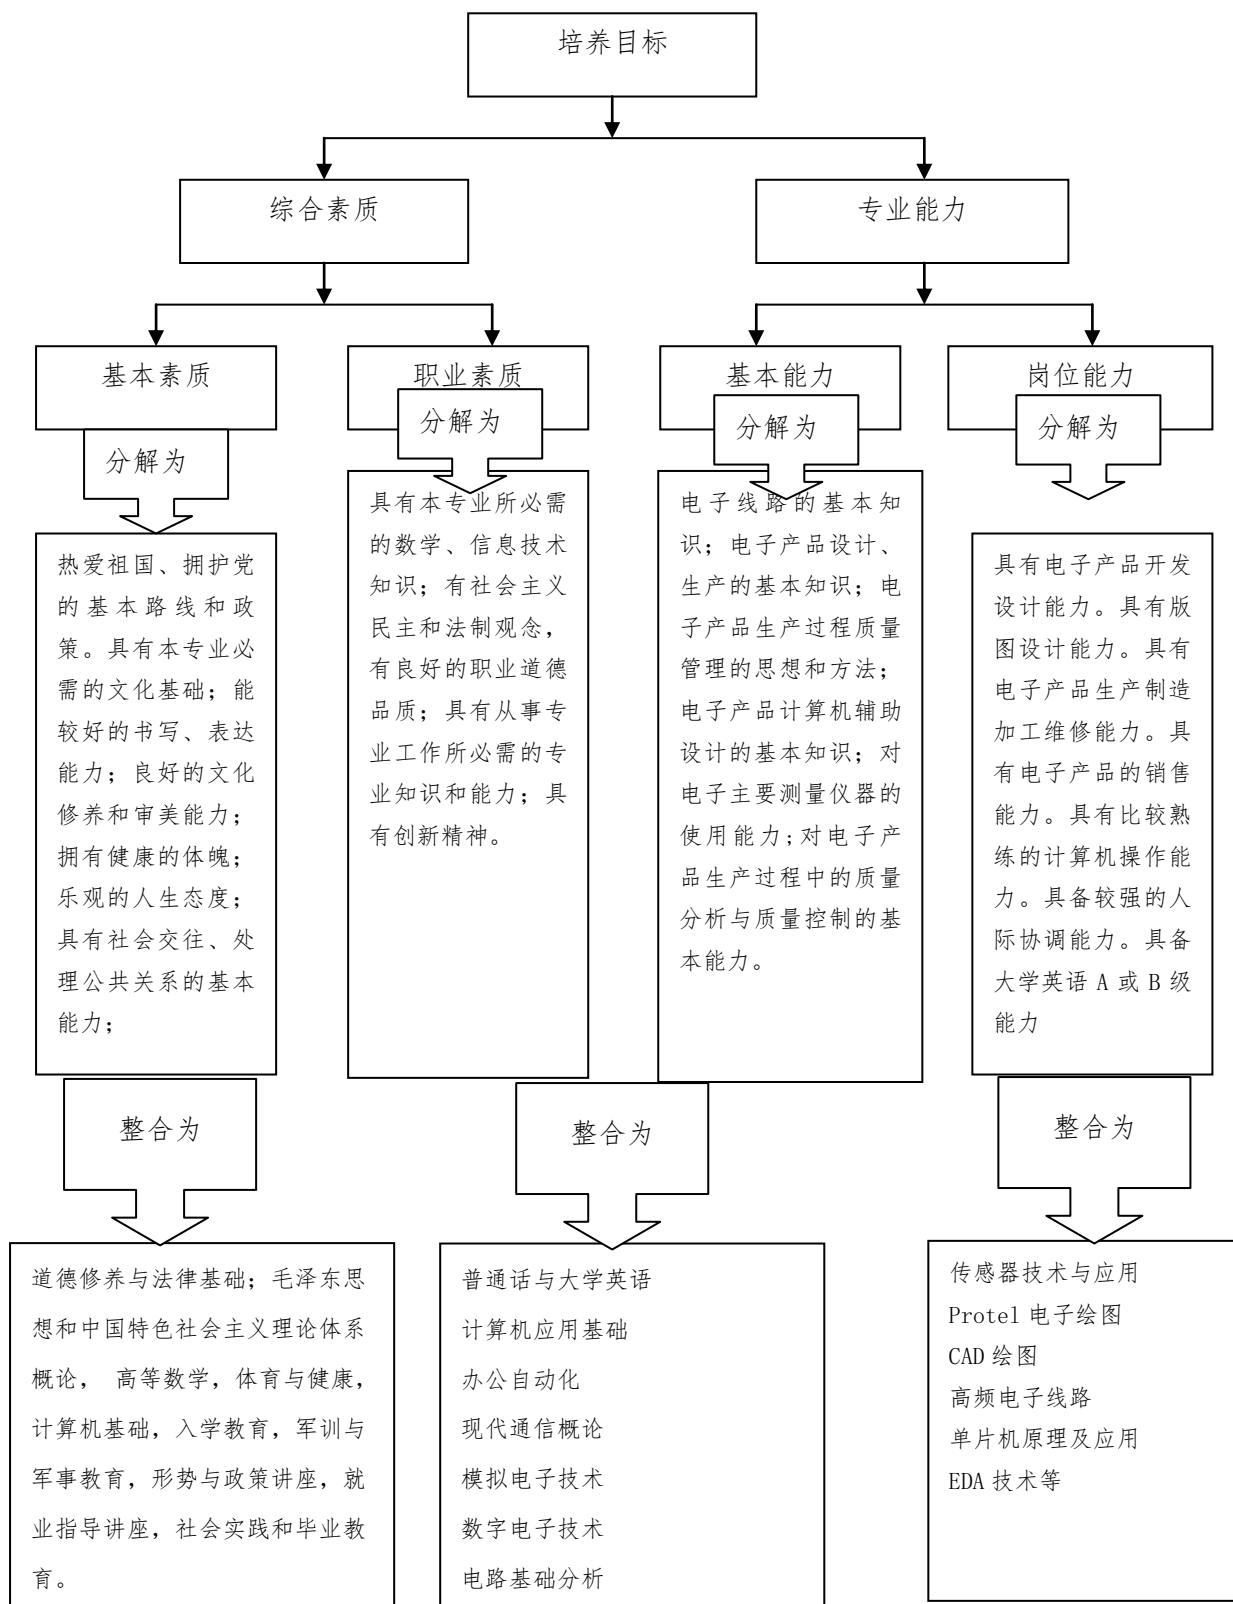 培养目标
综合素质
专业能力
基本素质
职业素质
基本能力
岗位能力
分解为
分解为
分解为
分解为
热爱祖国、拥护党
的基本路线和政
策。具有本专业必
需的文化基础；能
较好的书写、表达
能力；良好的文化
修养和审美能力；
拥有健康的体魄；
乐观的人生态度；
具有社会交往、处
理公共关系的基本
能力；
具有本专业所必需
的数学、信息技术
知识；有社会主义
民主和法制观念，
有良好的职业道德
品质；具有从事专
业工作所必需的专
业知识和能力；具
有创新精神。
电子线路的基本知
识；电子产品设计、
生产的基本知识；电
子产品生产过程质量
管理的思想和方法；
电子产品计算机辅助
设计的基本知识；对
电子主要测量仪器的
使用能力；对电子产
品生产过程中的质量
分析与质量控制的基
本能力。
具有电子产品开发
设计能力。具有版
图设计能力。具有
电子产品生产制造
加工维修能力。具
有电子产品的销售
能力。具有比较熟
练的计算机操作能
力。具备较强的人
际协调能力。具备
大学英语 A 或 B 级
能力
整合为
整合为
整合为
道德修养与法律基础；毛泽东思
想和中国特色社会主义理论体系
概论， 高等数学，体育与健康，
计算机基础，入学教育，军训与
军事教育，形势与政策讲座，就
业指导讲座，社会实践和毕业教
育。
普通话与大学英语
计算机应用基础
办公自动化
现代通信概论
模拟电子技术
数字电子技术
电路基础分析
传感器技术与应用
Protel 电子绘图
CAD 绘图
高频电子线路
单片机原理及应用
EDA 技术等